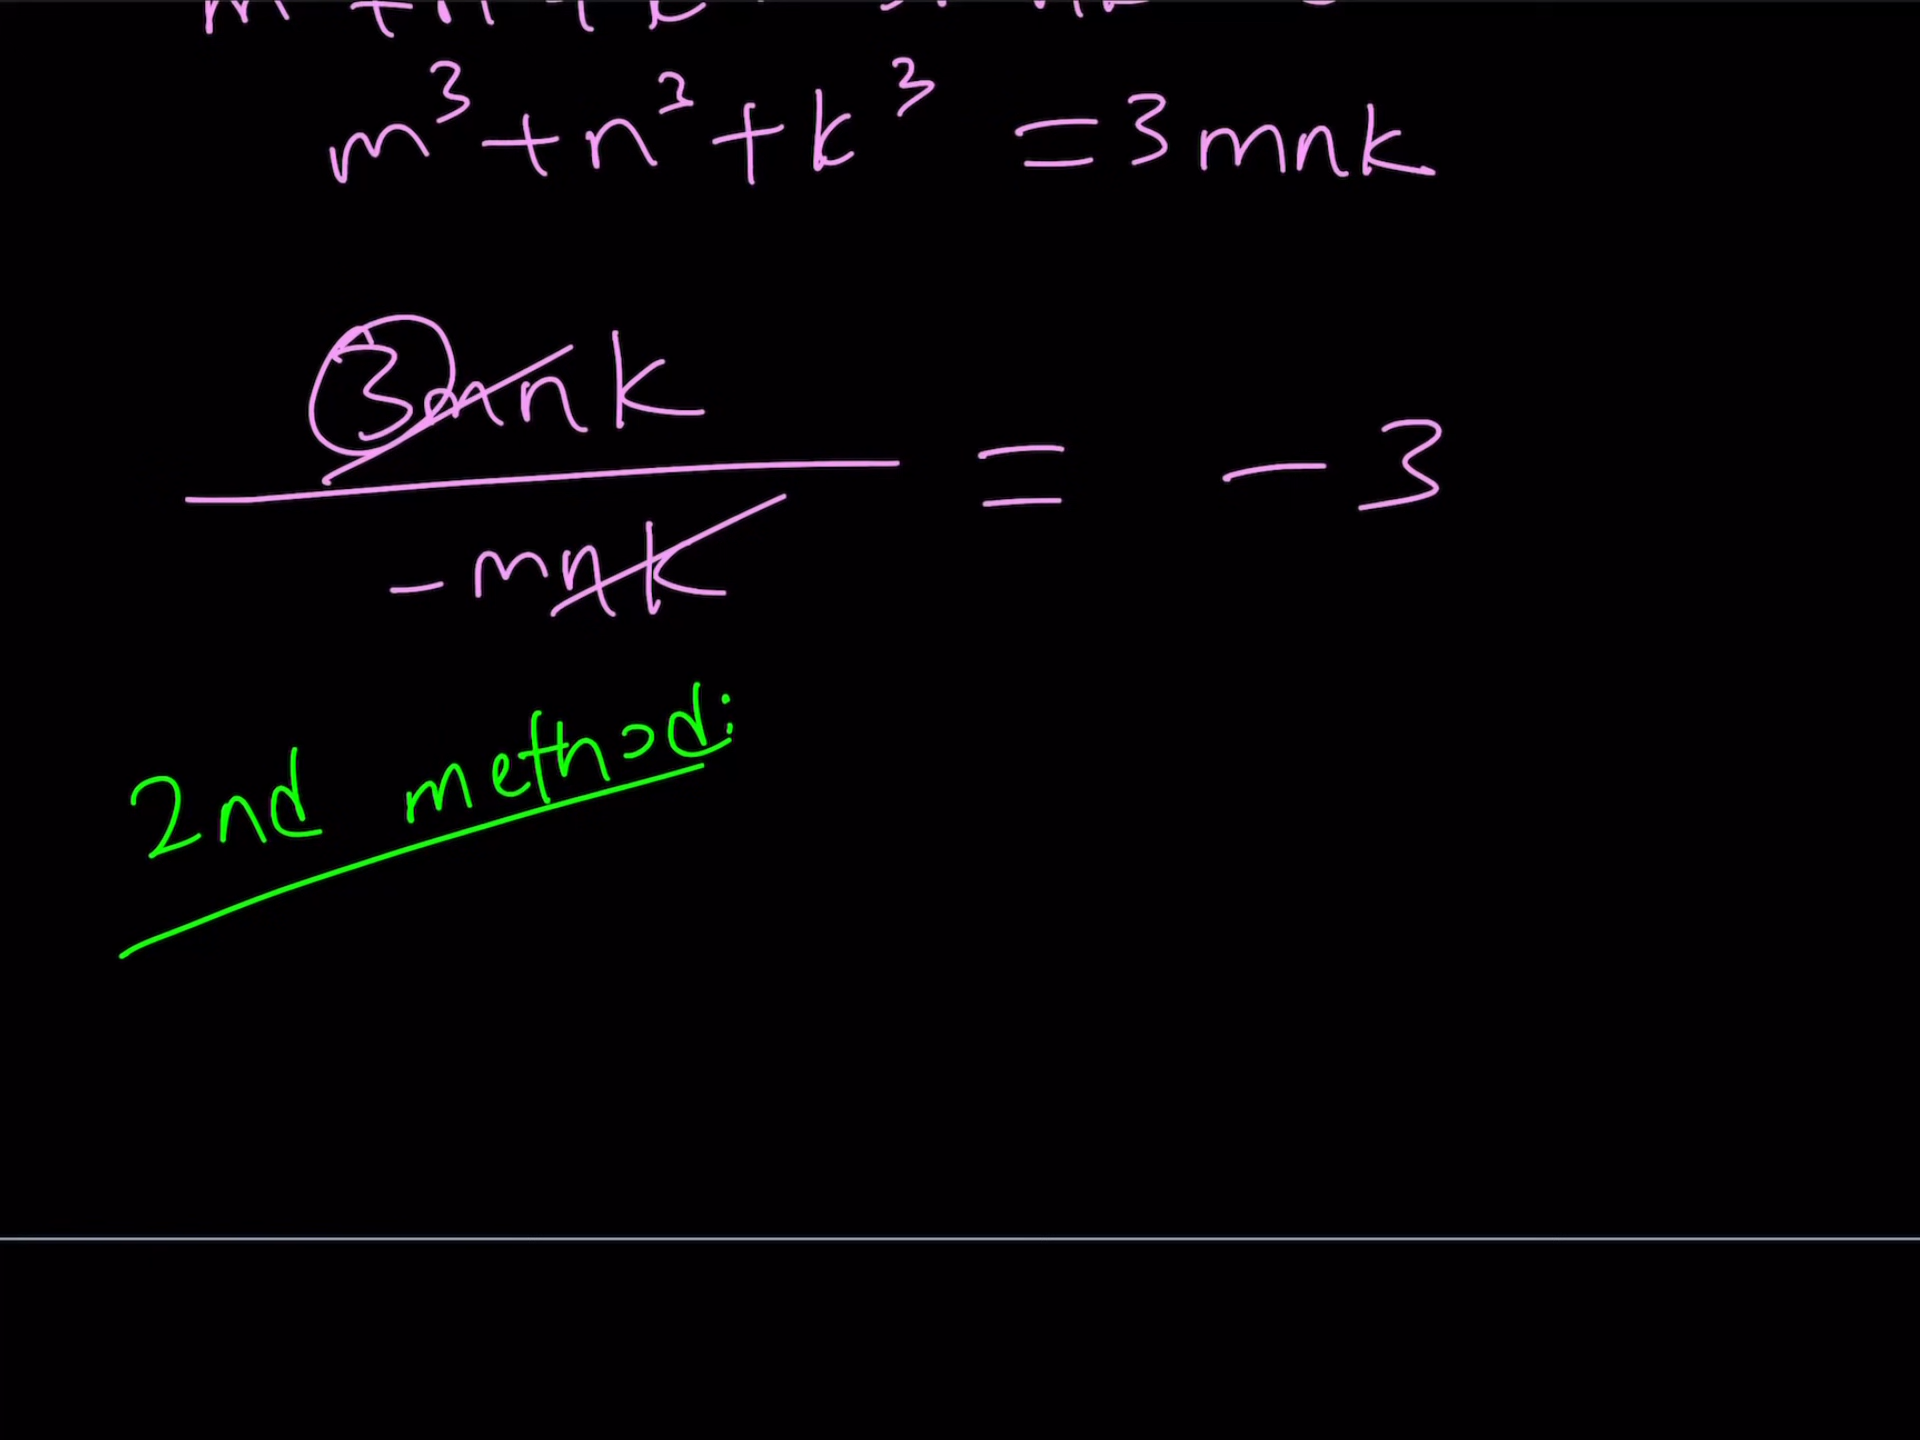 m³+n³+k³ =3mnk
3mnk
-mnk
= -3
2nd method: